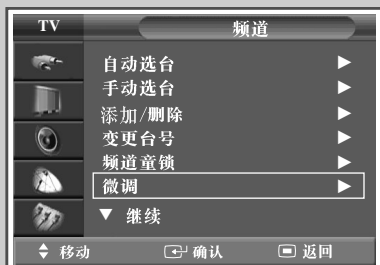 TV 频道
自动选台
手动选台
添加/删除
变更台号
频道童锁
微调
▼ 继续
移动 确认 返回